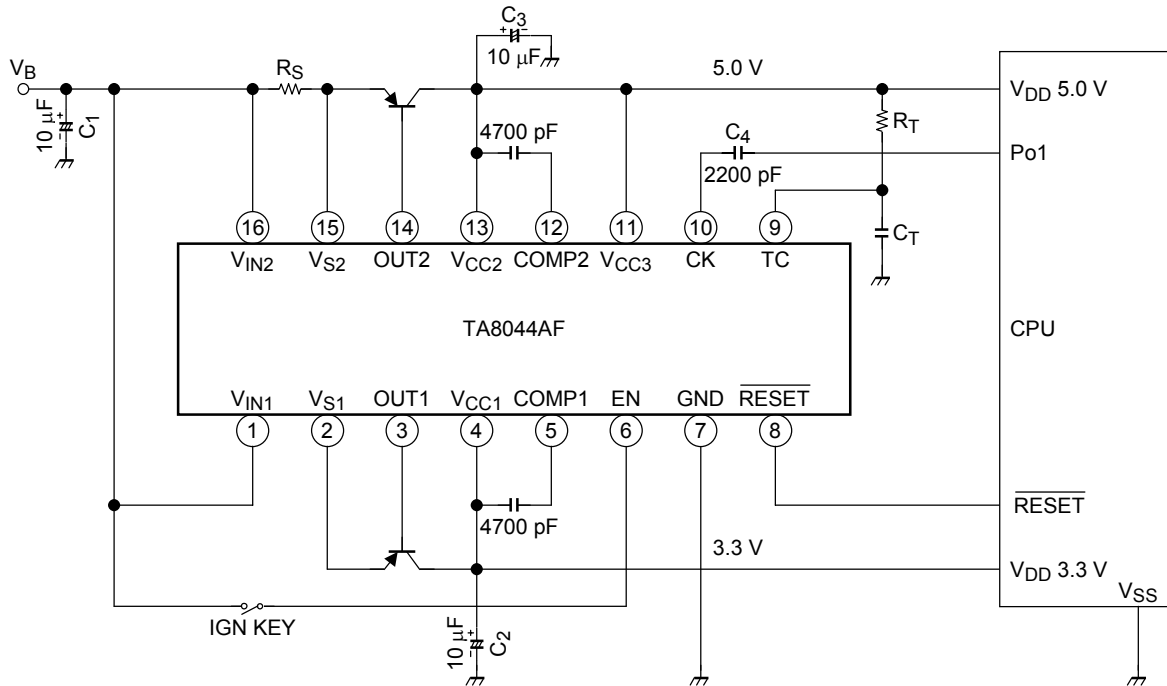 C3
10 μF
VB
RS
5.0 V
VDD 5.0 V
10 μF
C1
4700 pF
C4
2200 pF
RT
Po1
CT
16 15 14 13 12 11 10 9
VIN2 VS2 OUT2 VCC2 COMP2 VCC3 CK TC
TA8044AF
CPU
VIN1 VS1 OUT1 VCC1 COMP1 EN GND RESET
1 2 3 4 5 6 7 8
4700 pF
RESET
3.3 V
VDD 3.3 V
VSS
IGN KEY
10 μF
C2